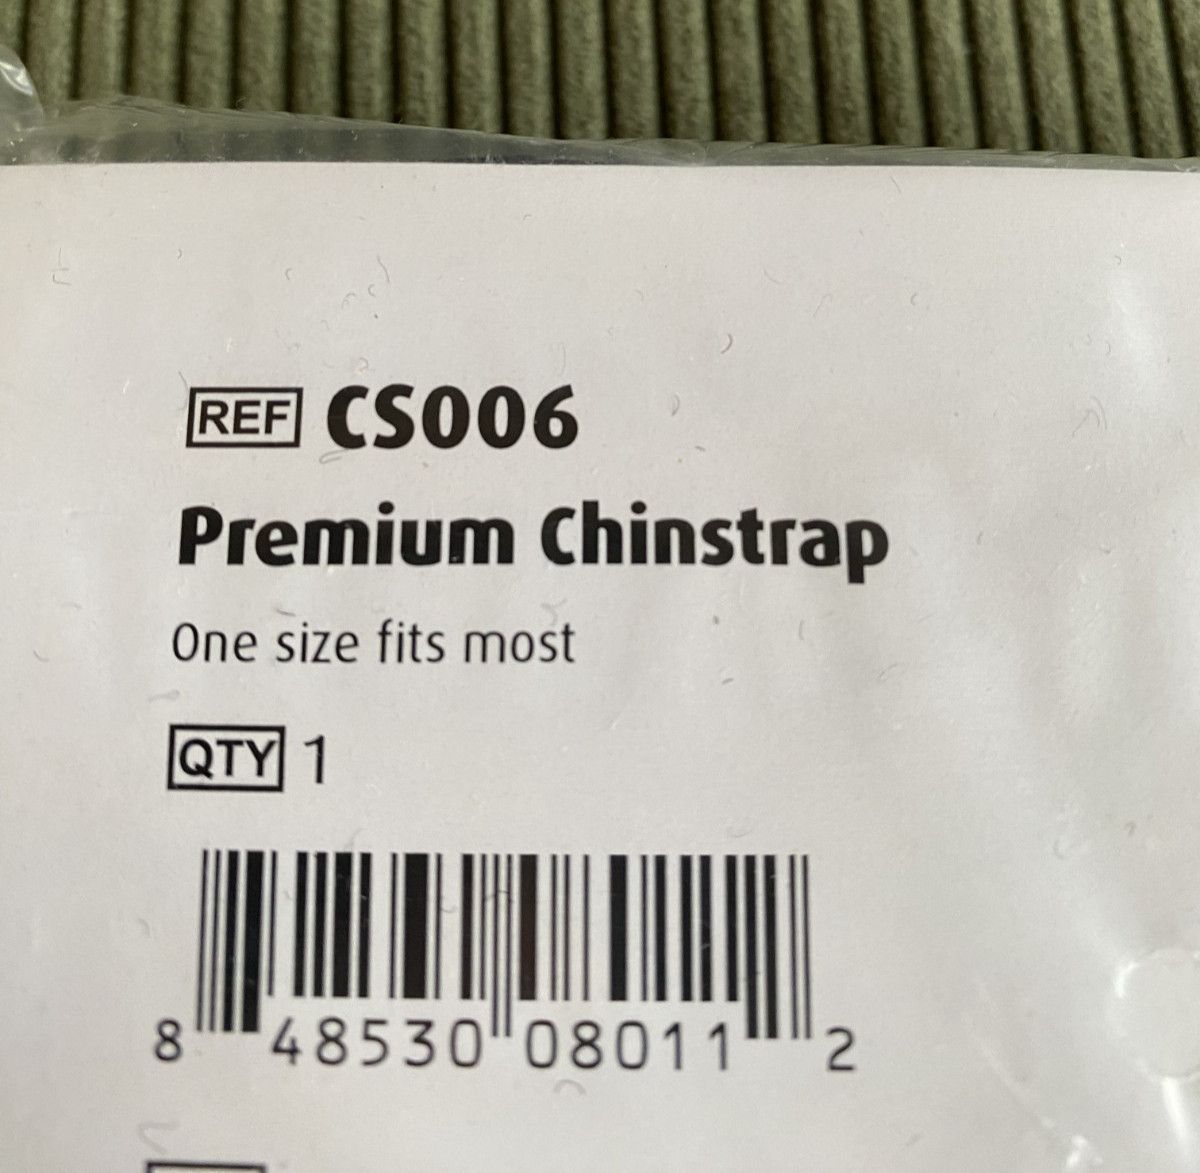 REF CS006
Premium Chinstrap
One size fits most
QTY 1
8 48530 08011 2